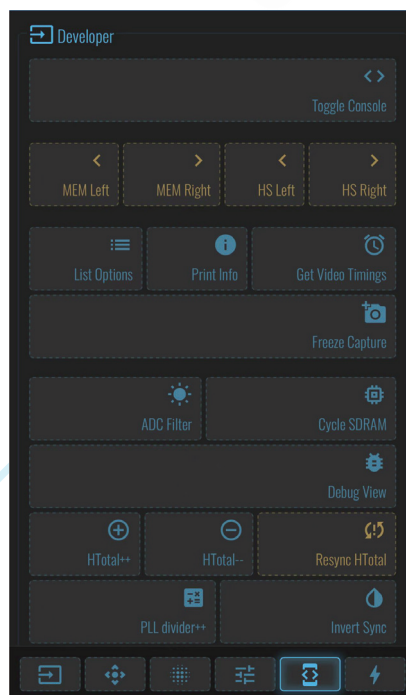 Developer
Toggle Console
MEM Left MEM Right HS Left HS Right
List Options Print Info Get Video Timings
Freeze Capture
ADC Filter Cycle SDRAM
Debug View
HTotal++ HTotal-- Resync HTotal
PLL divider++ Invert Sync